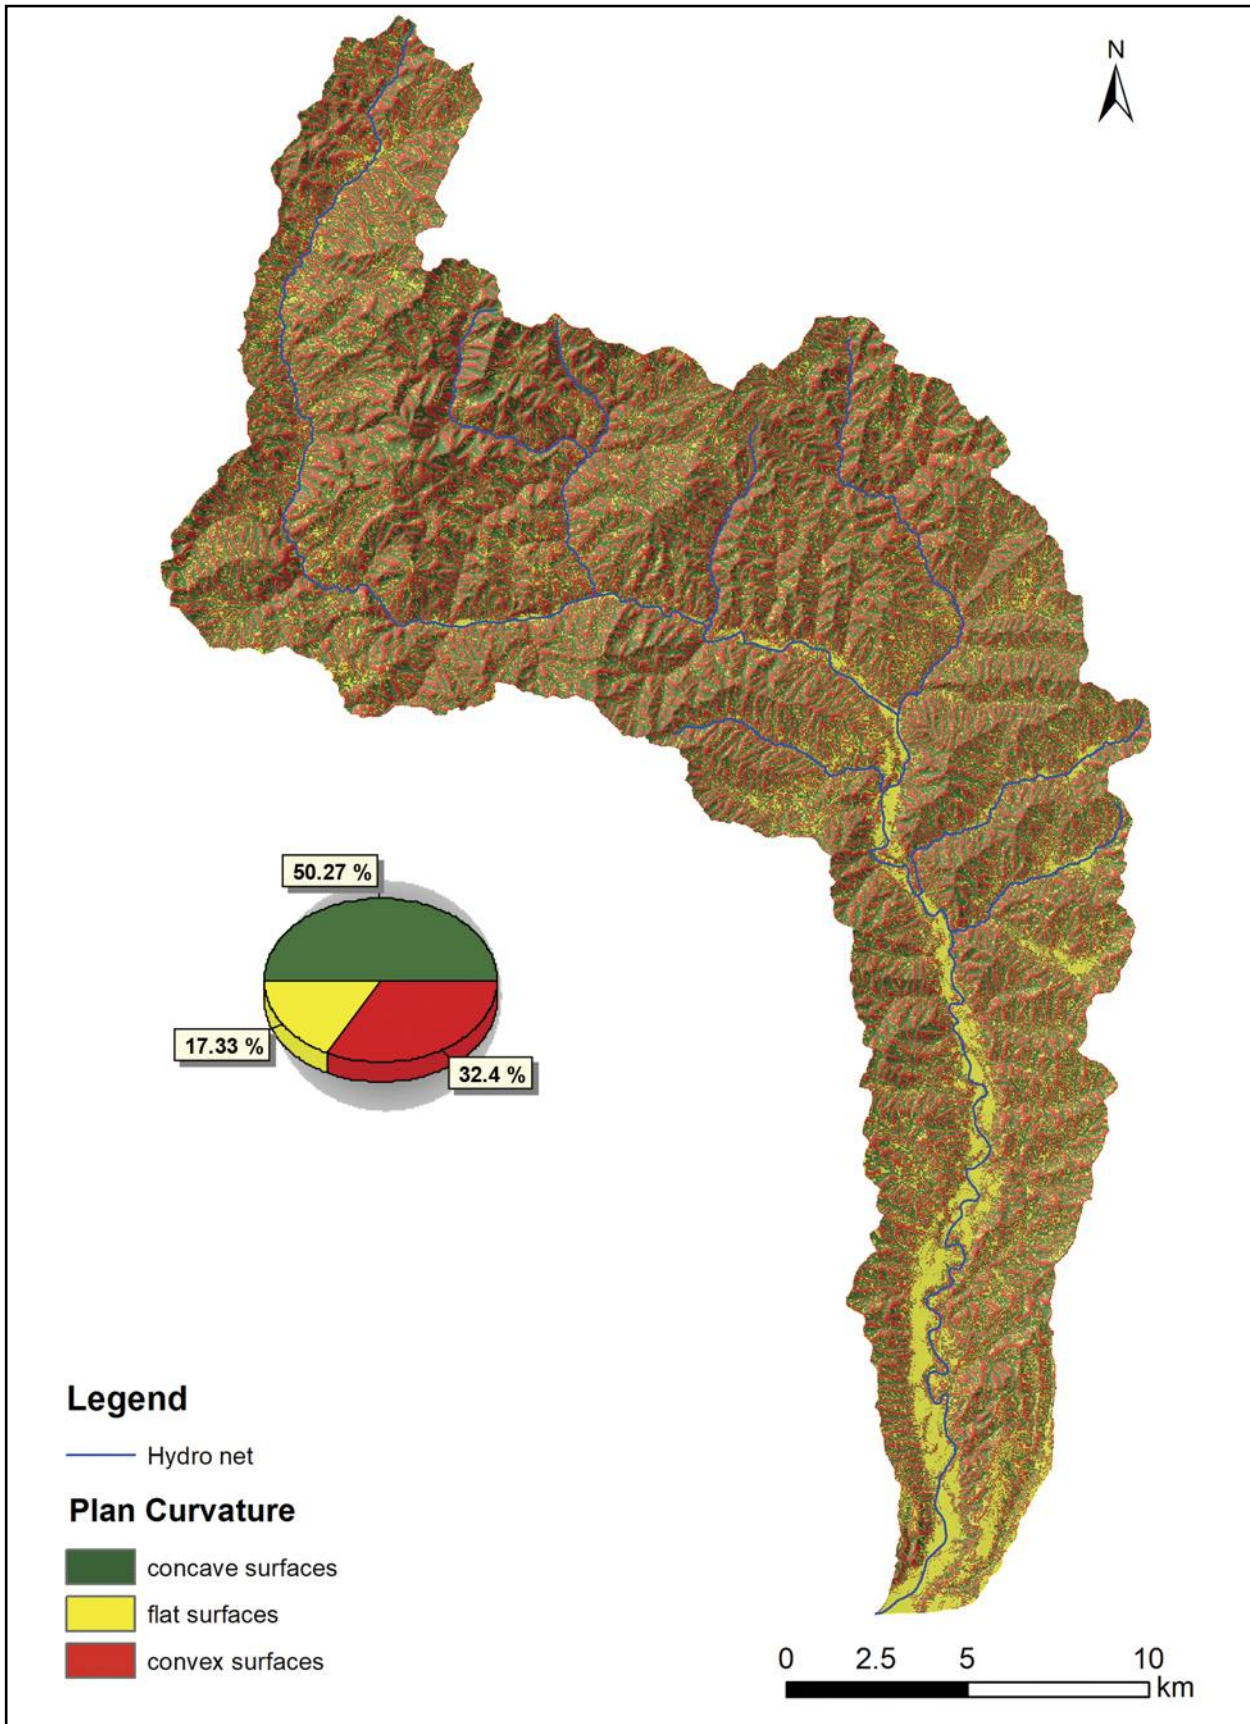 N
50.27 %
17.33 %
32.4 %
Legend
Hydro net
Plan Curvature
concave surfaces
flat surfaces
convex surfaces
0 2.5 5 10
km